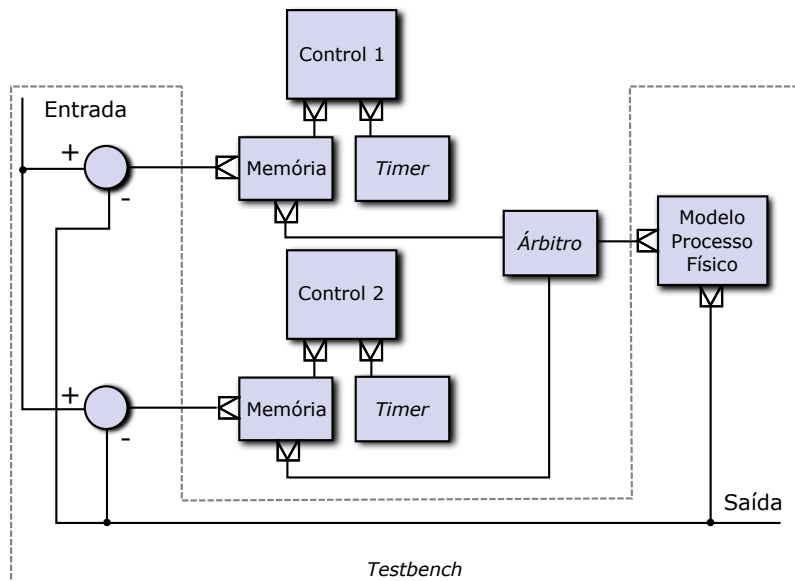 Control 1
Entrada
+
-
Memória
Timer
Árbitro
Modelo
Processo
Físico
Control 2
+
-
Memória
Timer
Saída
Testbench